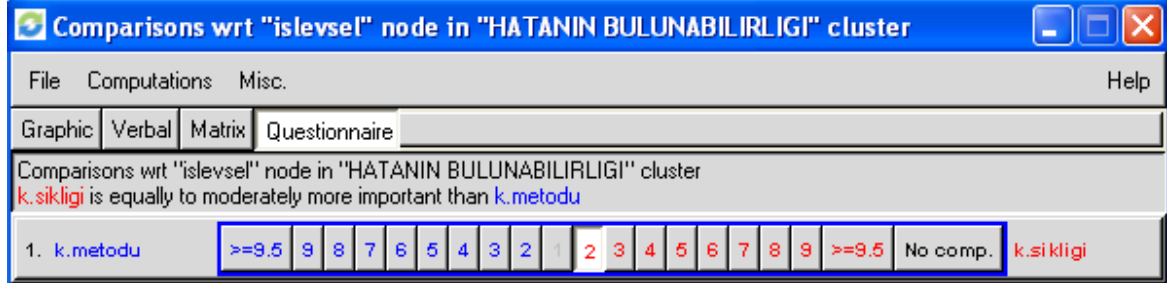 Comparisons wrt "islevsel" node in "HATANIN BULUNABILIRLIGI" cluster
File Computations Misc. Help
Graphic Verbal Matrix Questionnaire
Comparisons wrt "islevsel" node in "HATANIN BULUNABILIRLIGI" cluster
k.sikligi is equally to moderately more important than k.metodu
1. k.metodu >=9.5 9 8 7 6 5 4 3 2 1 2 3 4 5 6 7 8 9 >=9.5 No comp. k.sikligi